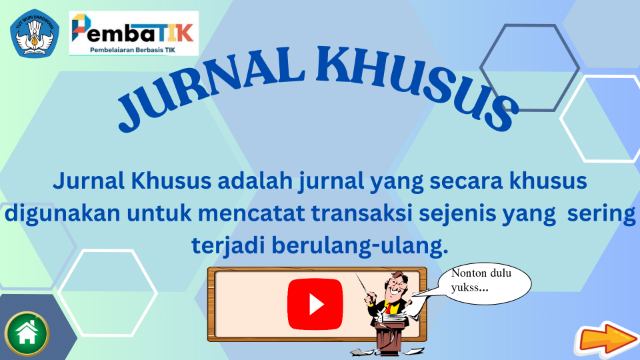 PembaTIK
Pembelajaran Berbasis TIK
JURNAL KHUSUS
Jurnal Khusus adalah jurnal yang secara khusus
digunakan untuk mencatat transaksi sejenis yang sering
terjadi berulang-ulang.
Nonton dulu
yukss...